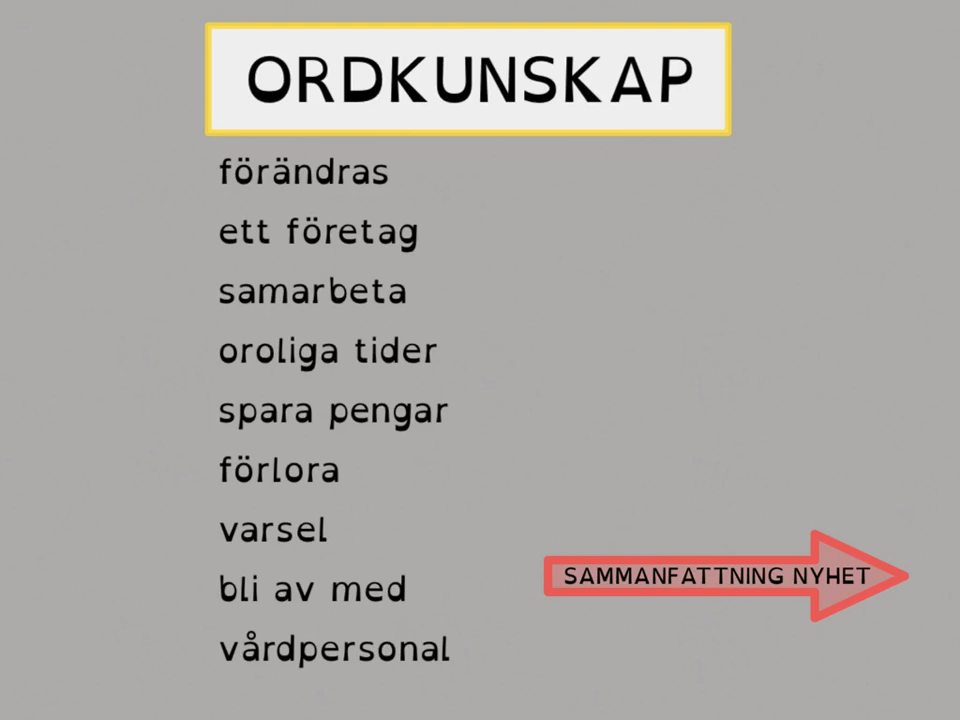 ORDKUNSKAP
förändras
ett företag
samarbeta
oroliga tider
spara pengar
förlora
varsel
bli av med
SAMMANFATTNING NYHET
vårdpersonal